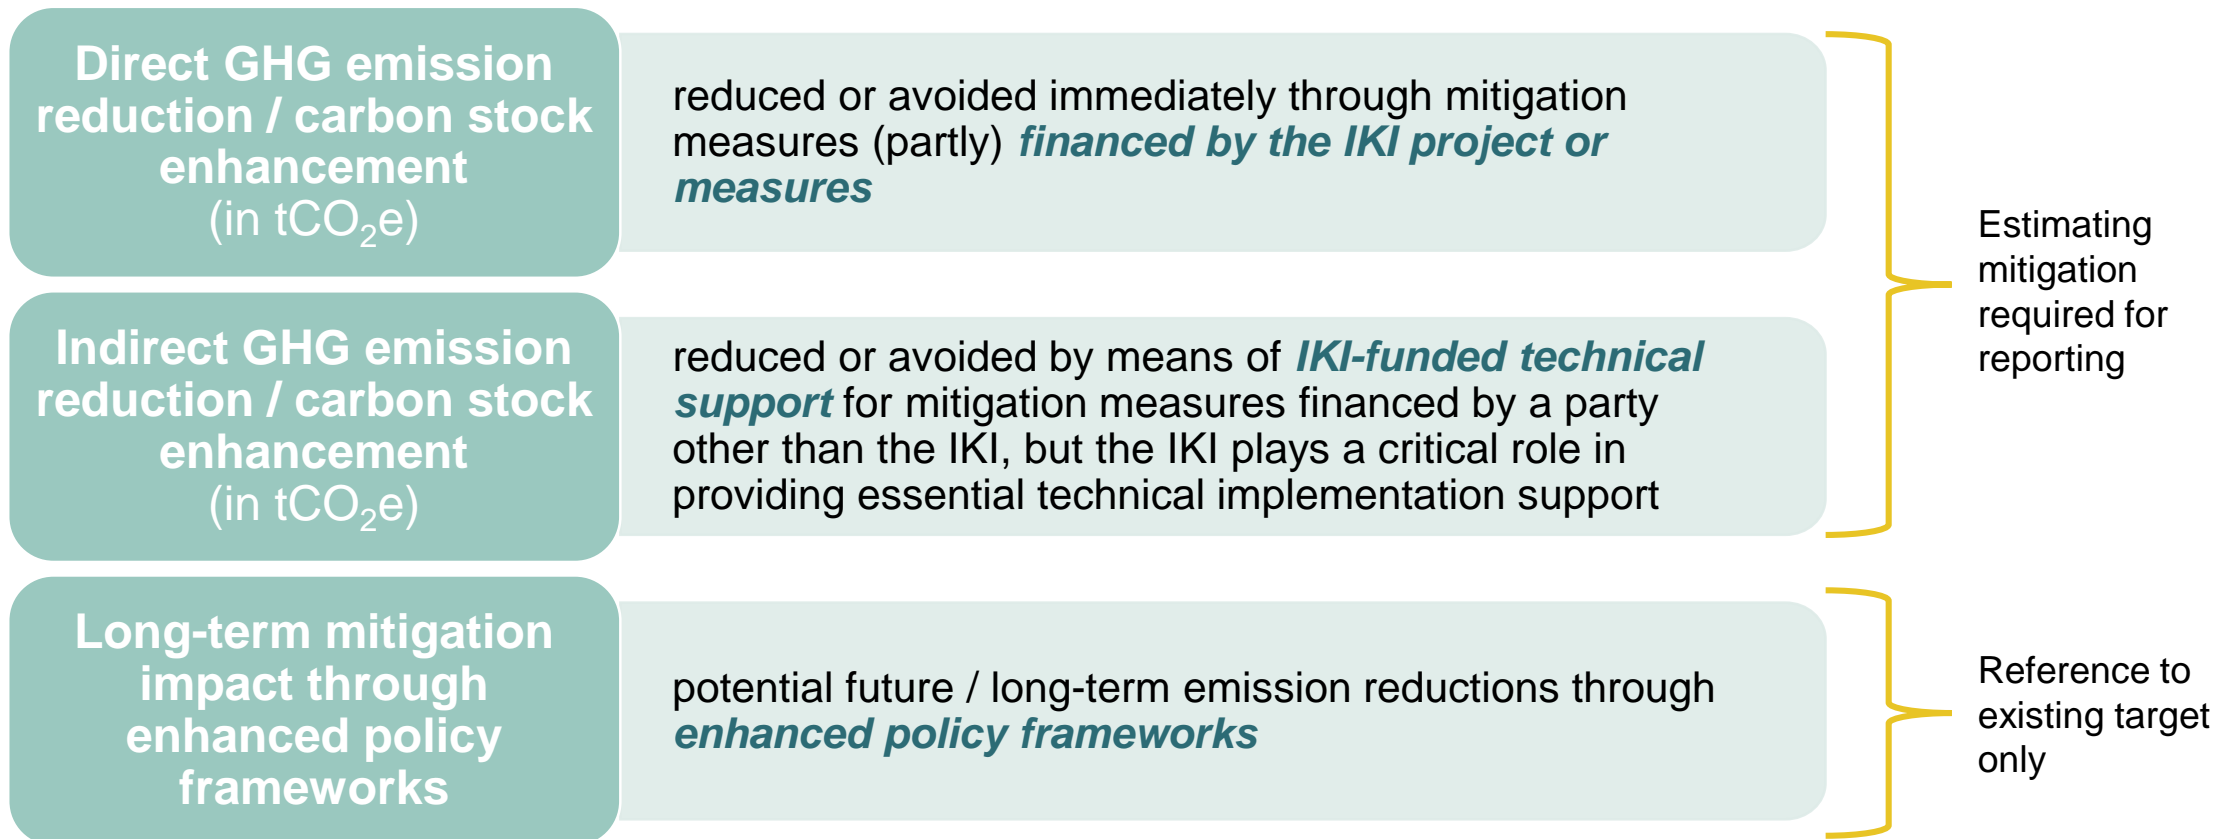 Direct GHG emission
reduction / carbon stock
enhancement
(in tCO₂e)
reduced or avoided immediately through mitigation
measures (partly) financed by the IKI project or
measures
Indirect GHG emission
reduction / carbon stock
enhancement
(in tCO₂e)
reduced or avoided by means of IKI-funded technical
support for mitigation measures financed by a party
other than the IKI, but the IKI plays a critical role in
providing essential technical implementation support
Estimating
mitigation
required for
reporting
Long-term mitigation
impact through
enhanced policy
frameworks
potential future / long-term emission reductions through
enhanced policy frameworks
Reference to
existing target
only